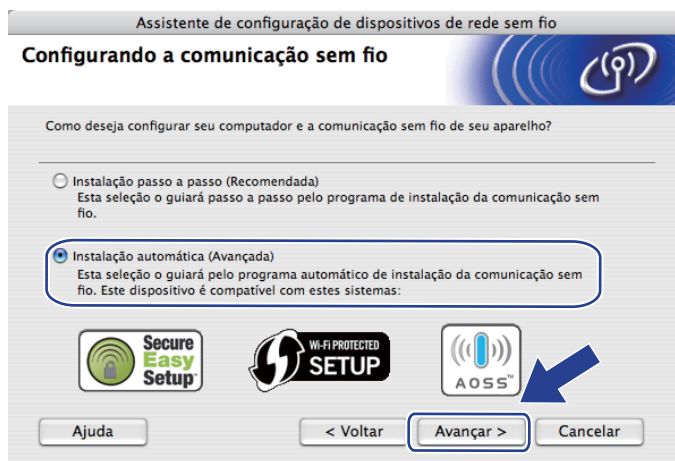 Assistente de configuração de dispositivos de rede sem fio
Configurando a comunicação sem fio
Como deseja configurar seu computador e a comunicação sem fio de seu aparelho?
Instalação passo a passo (Recomendada)
Esta seleção o guiará passo a passo pelo programa de instalação da comunicação sem
fio.
Instalação automática (Avançada)
Esta seleção o guiará pelo programa automático de instalação da comunicação sem
fio. Este dispositivo é compatível com estes sistemas:
Secure
Easy
Setup™
Wi-Fi PROTECTED
SETUP
AOSS™
Ajuda
< Voltar
Avançar >
Cancelar